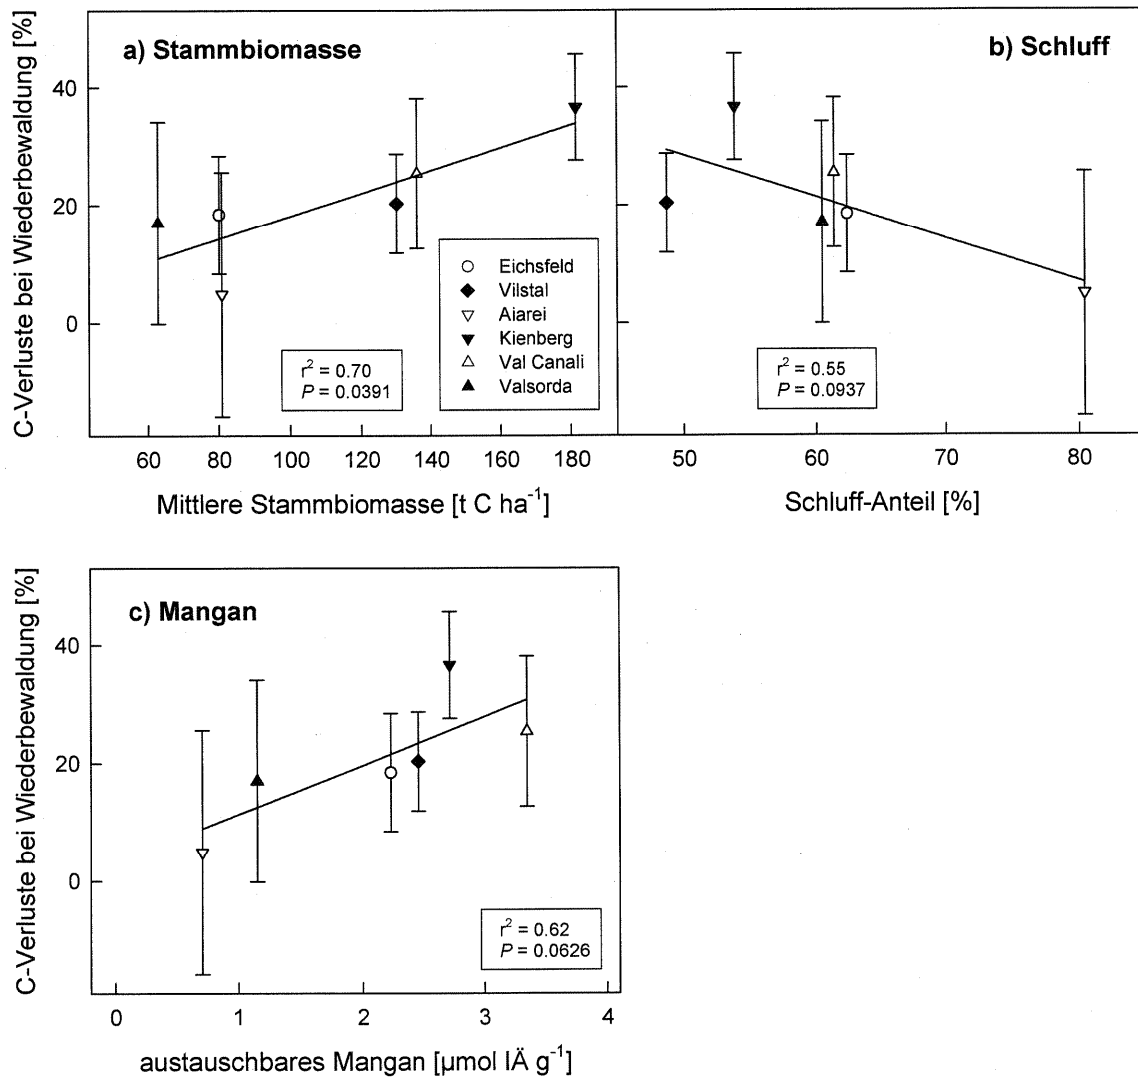 C-Verluste bei Wiederbewaldung [%]
a) Stammbiomasse
b) Schluff
40
20
0
Eichsfeld
Vilstal
Aiarei
Kienberg
Val Canali
Valsorda
r² = 0.70
P = 0.0391
r² = 0.55
P = 0.0937
60 80 100 120 140 160 180
50 60 70 80
Mittlere Stammbiomasse [t C ha⁻¹]
Schluff-Anteil [%]
C-Verluste bei Wiederbewaldung [%]
c) Mangan
40
20
0
r² = 0.62
P = 0.0626
0 1 2 3 4
austauschbares Mangan [µmol IÄ g⁻¹]